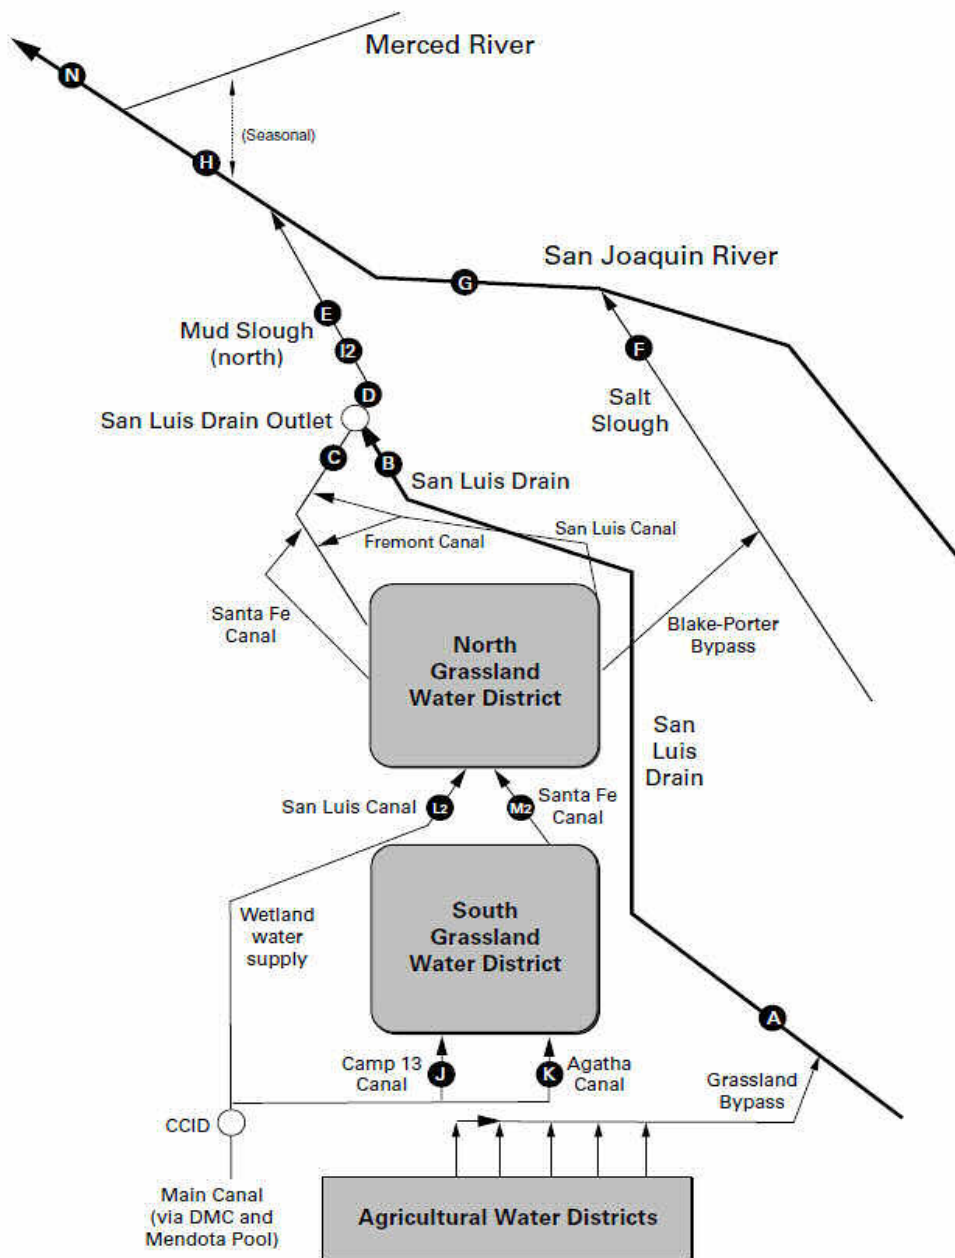 Merced River
N
(Seasonal)
H
San Joaquin River
G
E
Mud Slough
(north)
I2
F
D
Salt
Slough
San Luis Drain Outlet
C
B
San Luis Drain
San Luis Canal
Fremont Canal
Santa Fe
Canal
Blake-Porter
Bypass
North
Grassland
Water District
San
Luis
Drain
San Luis Canal
L2
M2
Santa Fe
Canal
Wetland
water
supply
South
Grassland
Water District
A
Camp 13
Canal
J
K
Agatha
Canal
Grassland
Bypass
CCID
Main Canal
(via DMC and
Mendota Pool)
Agricultural Water Districts